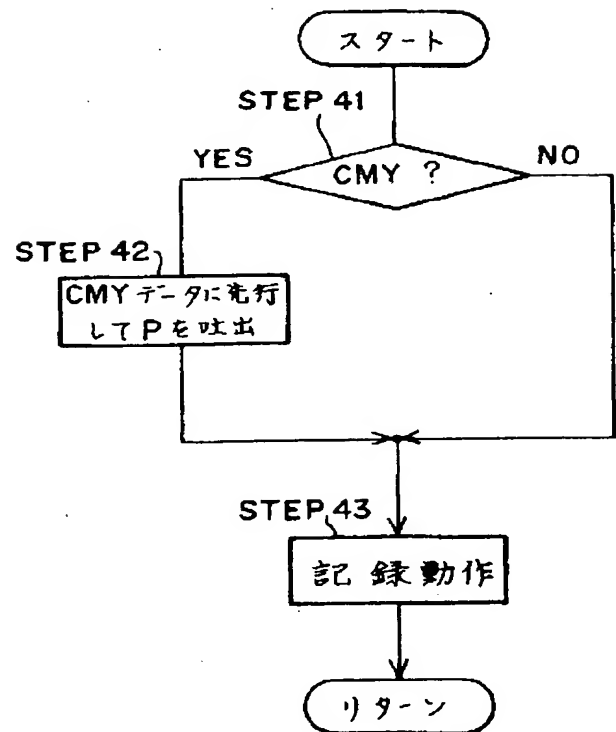 スタート
STEP 41
YES
CMY ?
NO
STEP 42
CMYデータに先行
してPを吐出
STEP 43
記録動作
リターン